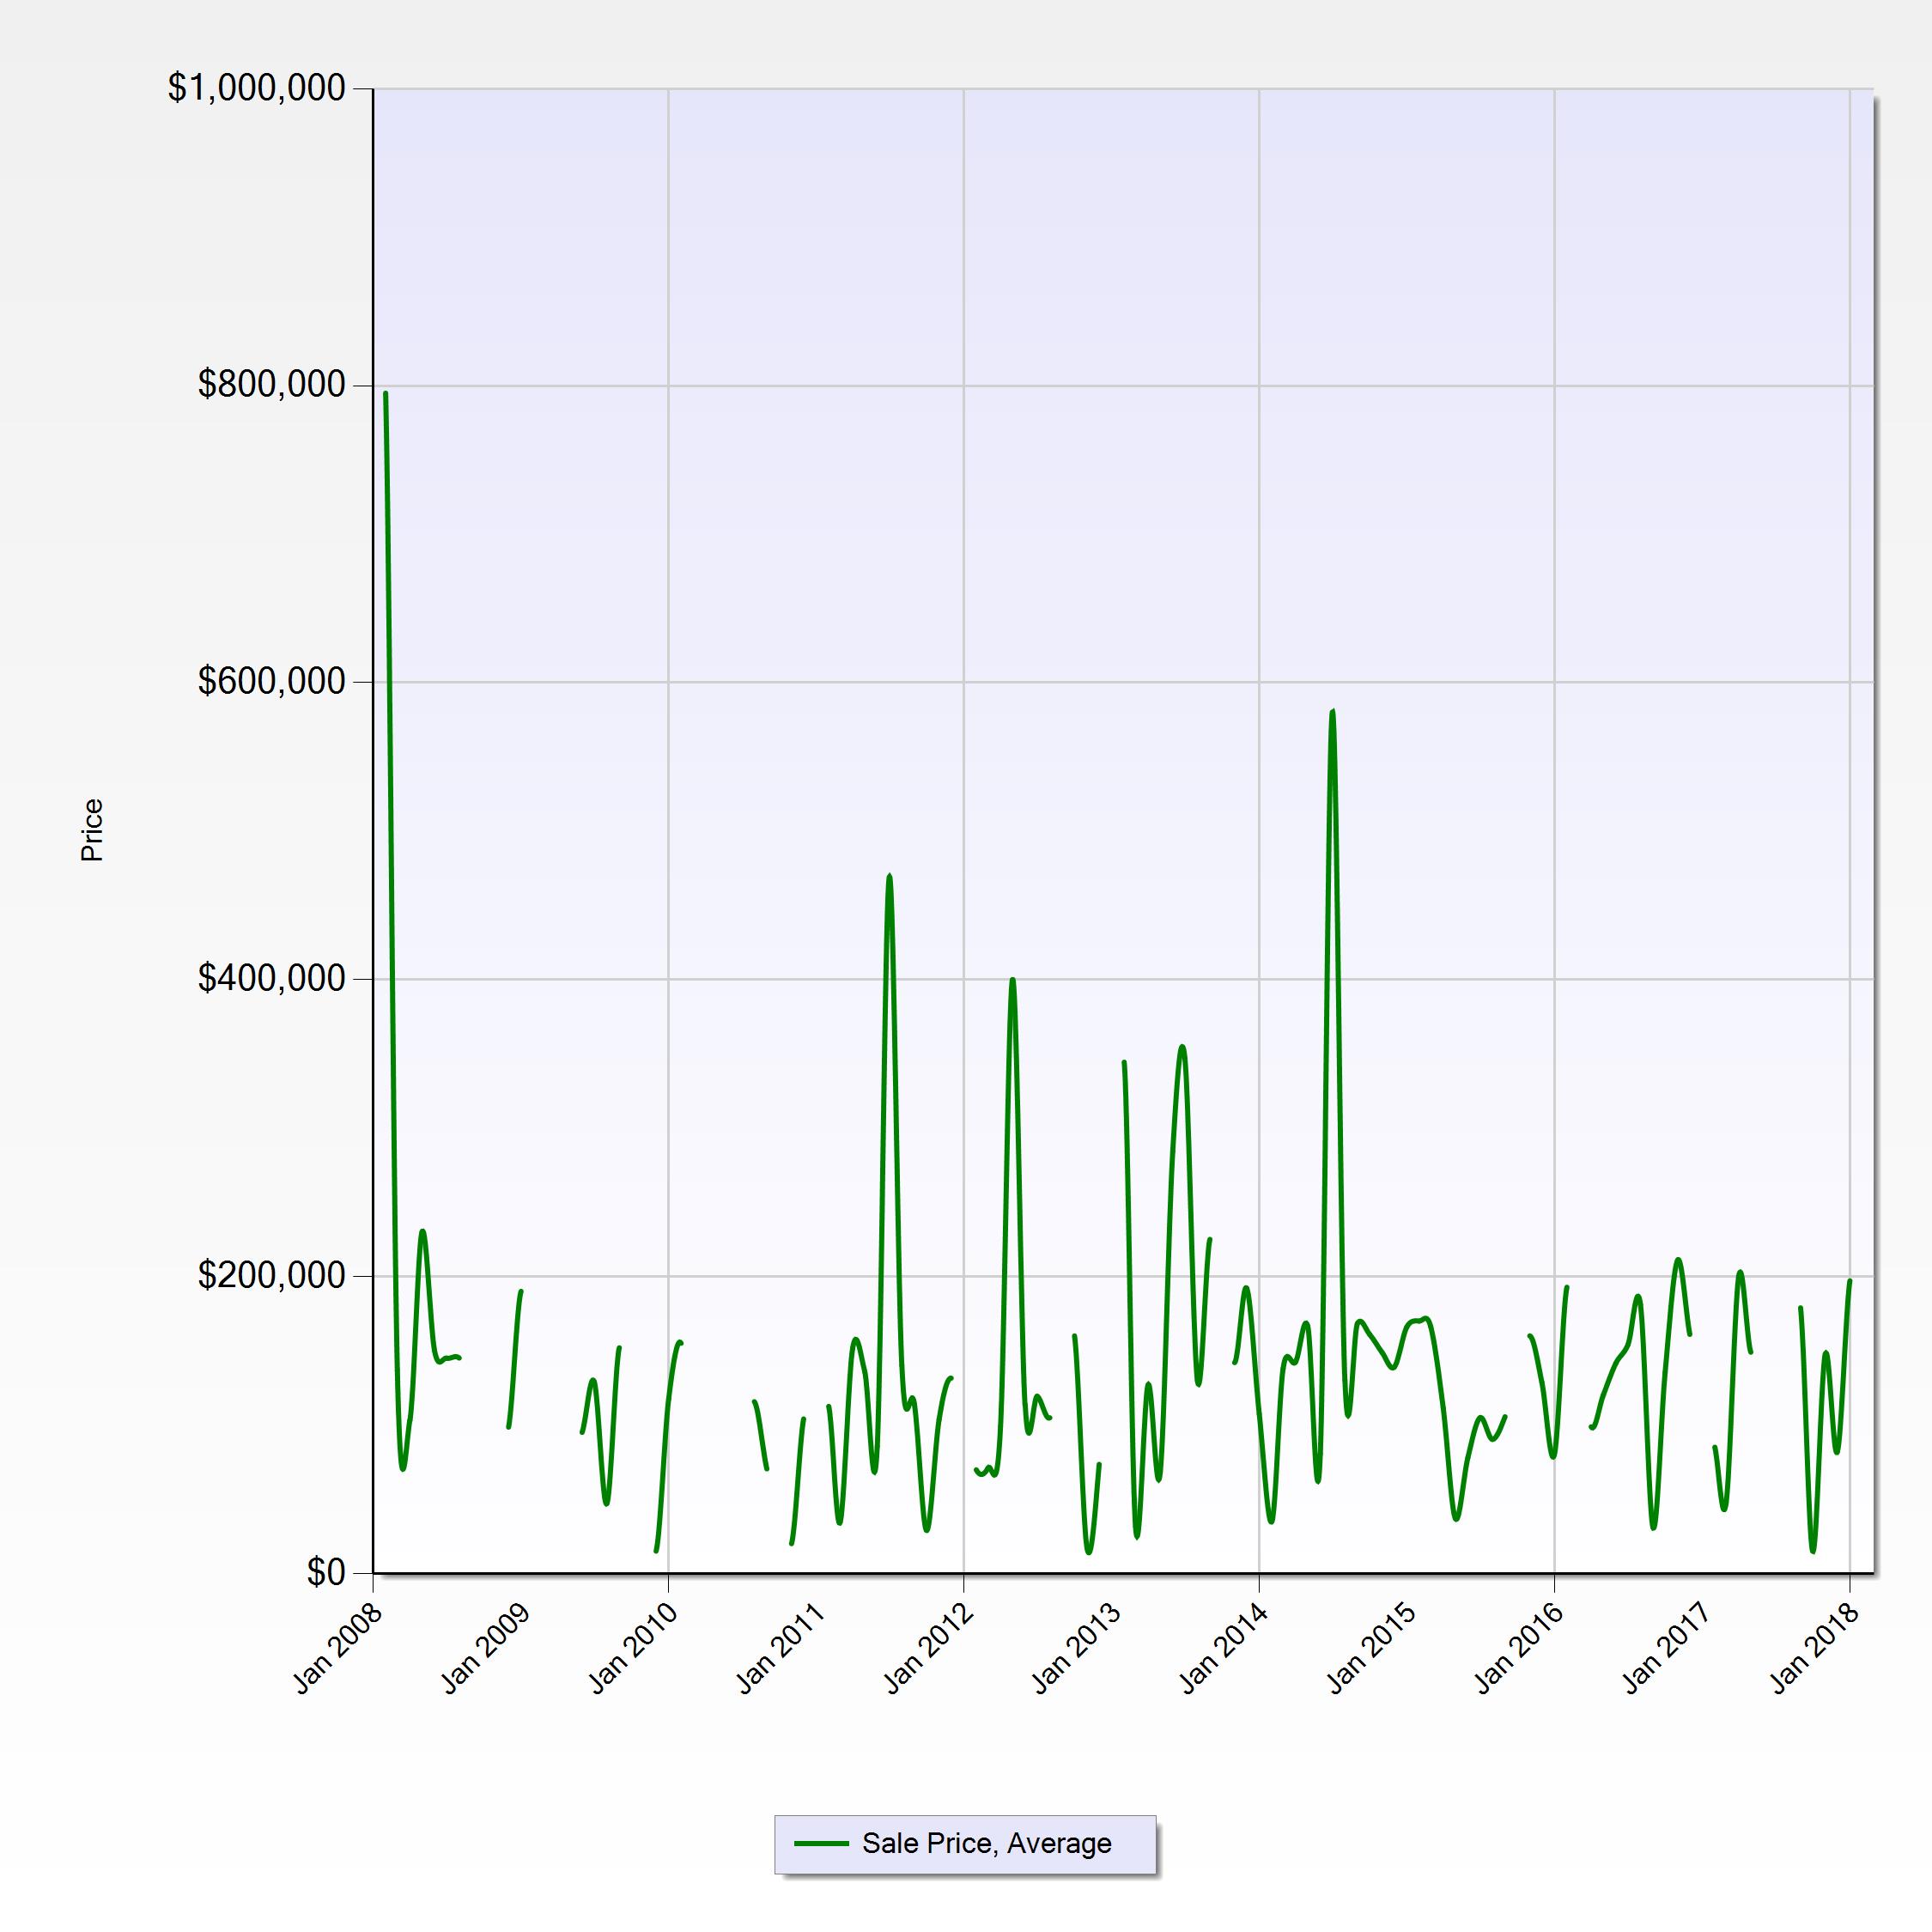 $1,000,000
$800,000
$600,000
$400,000
$200,000
$0
Price
Jan 2008
Jan 2009
Jan 2010
Jan 2011
Jan 2012
Jan 2013
Jan 2014
Jan 2015
Jan 2016
Jan 2017
Jan 2018
Sale Price, Average